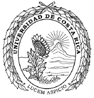 UNIVERSIDAD DE COSTA RICA
LUCEM ASPICIO